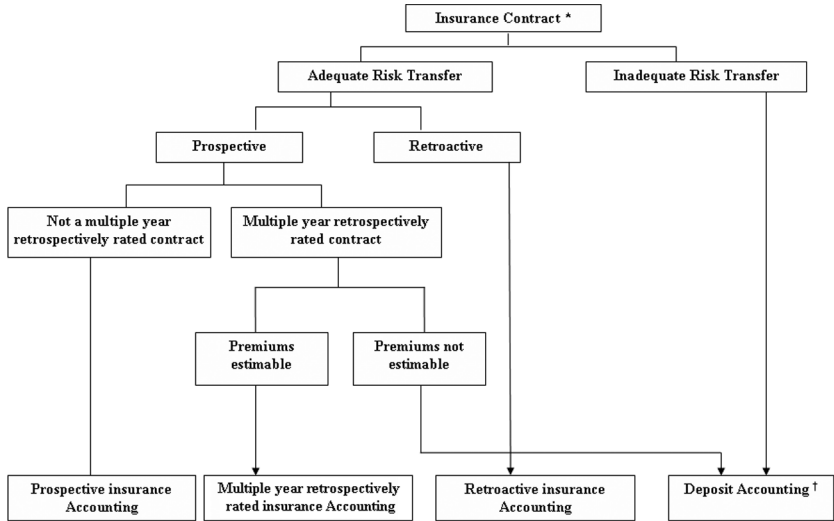 Insurance Contract *
Adequate Risk Transfer
Inadequate Risk Transfer
Prospective
Retroactive
Not a multiple year
retrospectively rated contract
Multiple year retrospectively
rated contract
Premiums
estimable
Premiums not
estimable
Prospective insurance
Accounting
Multiple year retrospectively
rated insurance Accounting
Retroactive insurance
Accounting
Deposit Accounting †